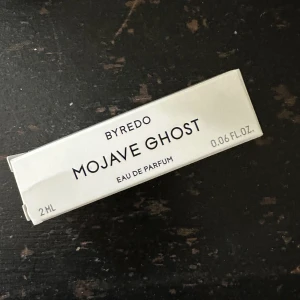 BYREDO
MOJAVE GHOST
EAU DE PARFUM
2 ML
0.06 FL.OZ.